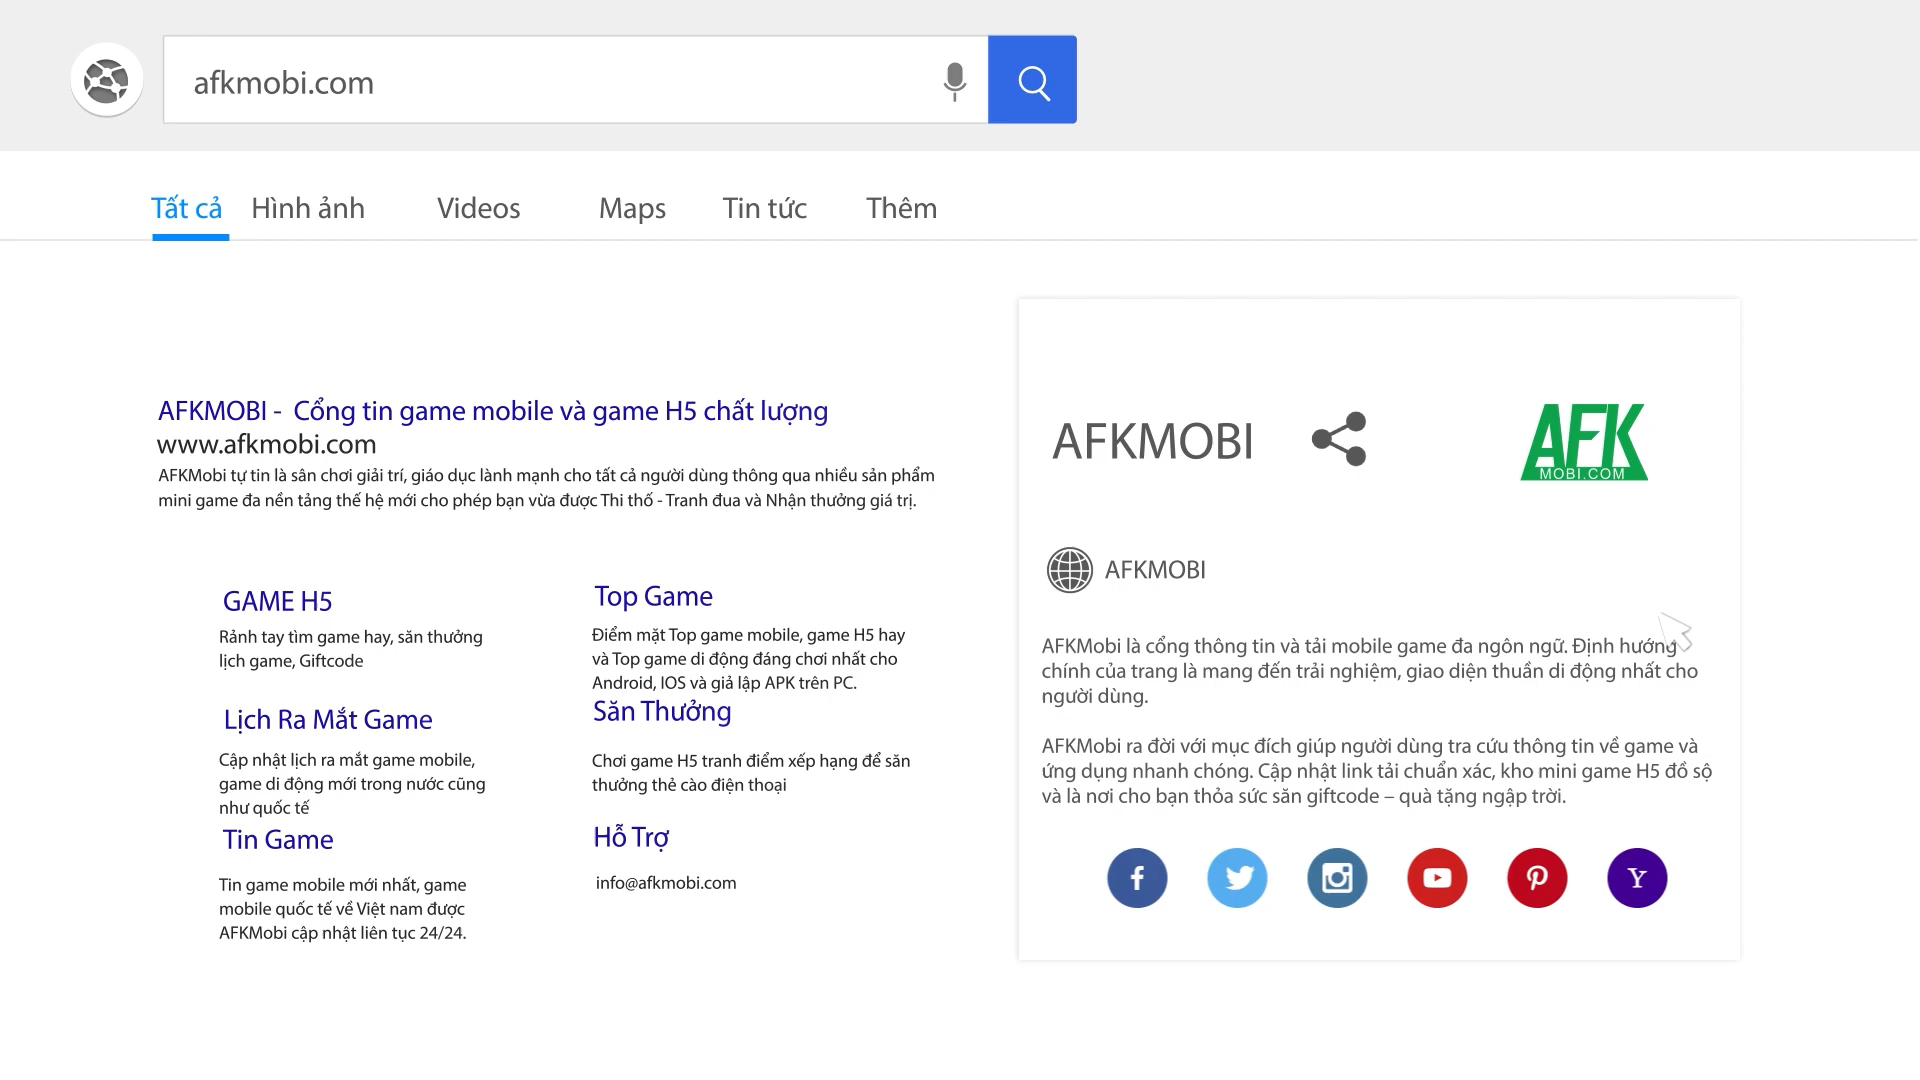 afkmobi.com
Tất cả Hình ảnh Videos Maps Tin tức Thêm
AFKMOBI - Cổng tin game mobile và game H5 chất lượng
www.afkmobi.com
AFKMobi tự tin là sân chơi giải trí, giáo dục lành mạnh cho tất cả người dùng thông qua nhiều sản phẩm
mini game đa nền tảng thế hệ mới cho phép bạn vừa được Thi thố - Tranh đua và Nhận thưởng giá trị.
GAME H5
Rảnh tay tìm game hay, săn thưởng
lịch game, Giftcode
Lịch Ra Mắt Game
Cập nhật lịch ra mắt game mobile,
game di động mới trong nước cũng
như quốc tế
Tin Game
Tin game mobile mới nhất, game
mobile quốc tế về Việt nam được
AFKMobi cập nhật liên tục 24/24.
Top Game
Điểm mặt Top game mobile, game H5 hay
và Top game di động đáng chơi nhất cho
Android, IOS và giả lập APK trên PC.
Săn Thưởng
Chơi game H5 tranh điểm xếp hạng để săn
thưởng thẻ cào điện thoại
Hỗ Trợ
info@afkmobi.com
AFKMOBI
AFK
MOBI.COM
AFKMOBI
AFKMobi là cổng thông tin và tải mobile game đa ngôn ngữ. Định hướng
chính của trang là mang đến trải nghiệm, giao diện thuần di động nhất cho
người dùng.
AFKMobi ra đời với mục đích giúp người dùng tra cứu thông tin về game và
ứng dụng nhanh chóng. Cập nhật link tải chuẩn xác, kho mini game H5 đồ sộ
và là nơi cho bạn thỏa sức săn giftcode – quà tặng ngập trời.